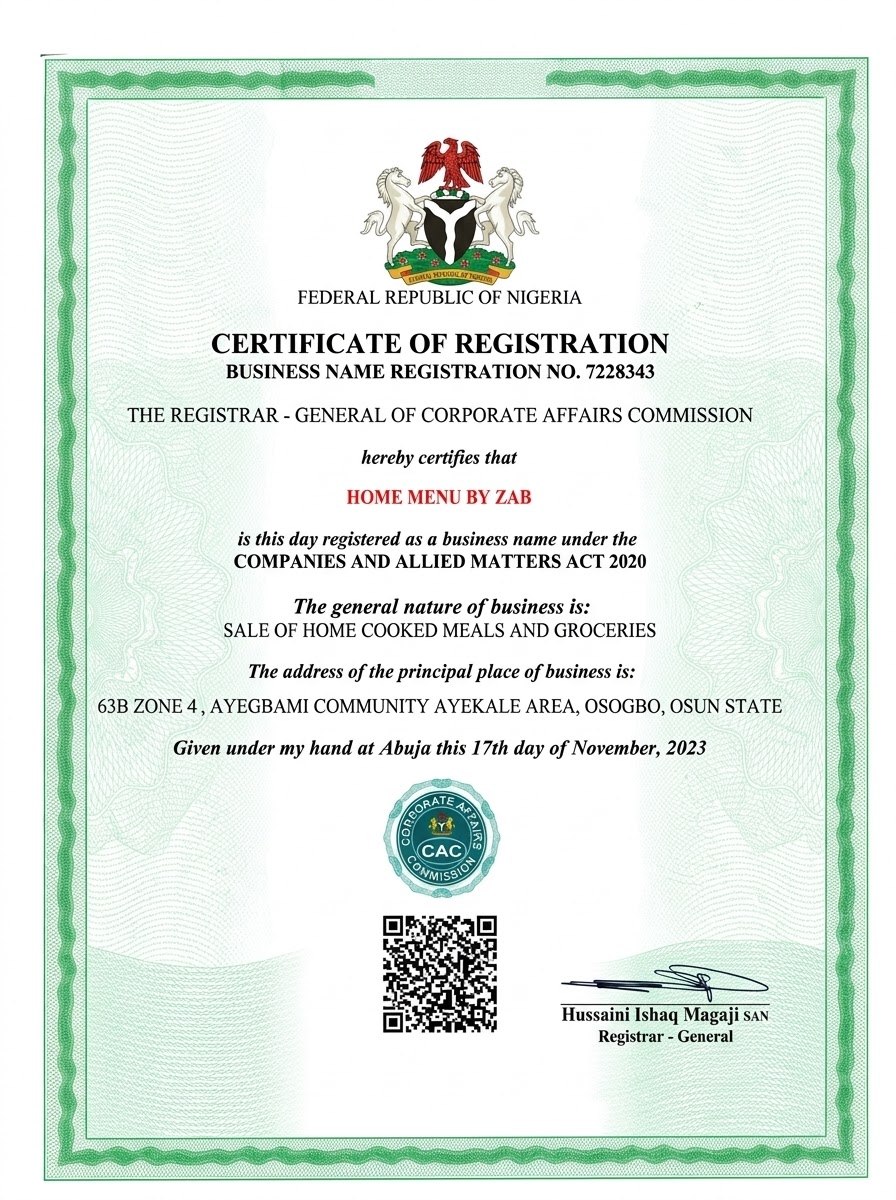 FEDERAL REPUBLIC OF NIGERIA
CERTIFICATE OF REGISTRATION
BUSINESS NAME REGISTRATION NO. 7228343
THE REGISTRAR - GENERAL OF CORPORATE AFFAIRS COMMISSION
hereby certifies that
HOME MENU BY ZAB
is this day registered as a business name under the
COMPANIES AND ALLIED MATTERS ACT 2020
The general nature of business is:
SALE OF HOME COOKED MEALS AND GROCERIES
The address of the principal place of business is:
63B ZONE 4 , AYEGBAMI COMMUNITY AYEKALE AREA, OSOGBO, OSUN STATE
Given under my hand at Abuja this 17th day of November, 2023
CORPORATE AFFAIRS
CAC
COMMISSION
Hussaini Ishaq Magaji SAN
Registrar - General